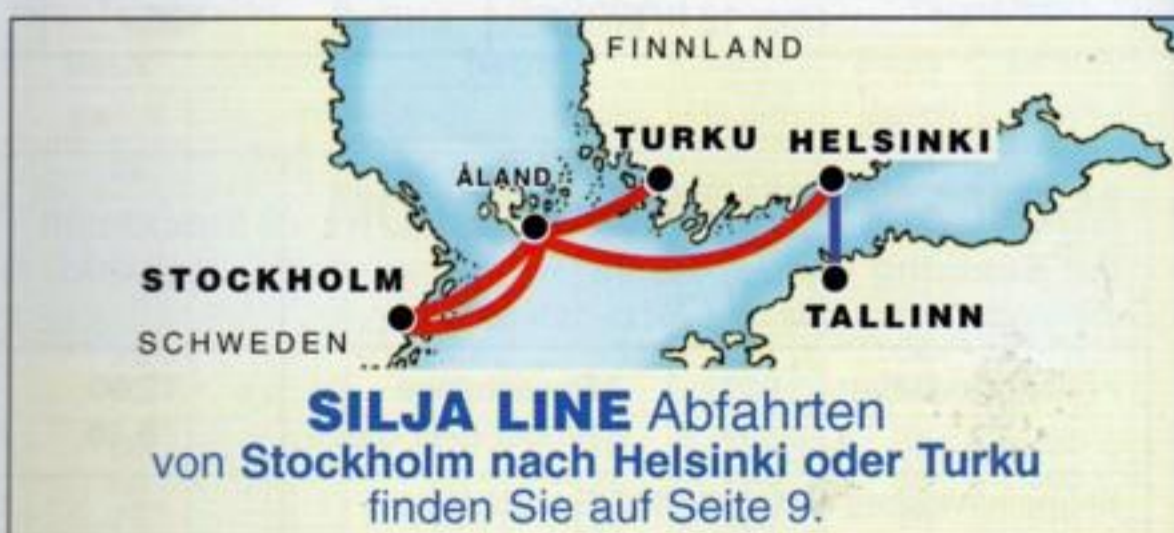 FINNLAND
TURKU HELSINKI
ÅLAND
STOCKHOLM
TALLINN
SCHWEDEN
SILJA LINE Abfahrten
von Stockholm nach Helsinki oder Turku
finden Sie auf Seite 9.